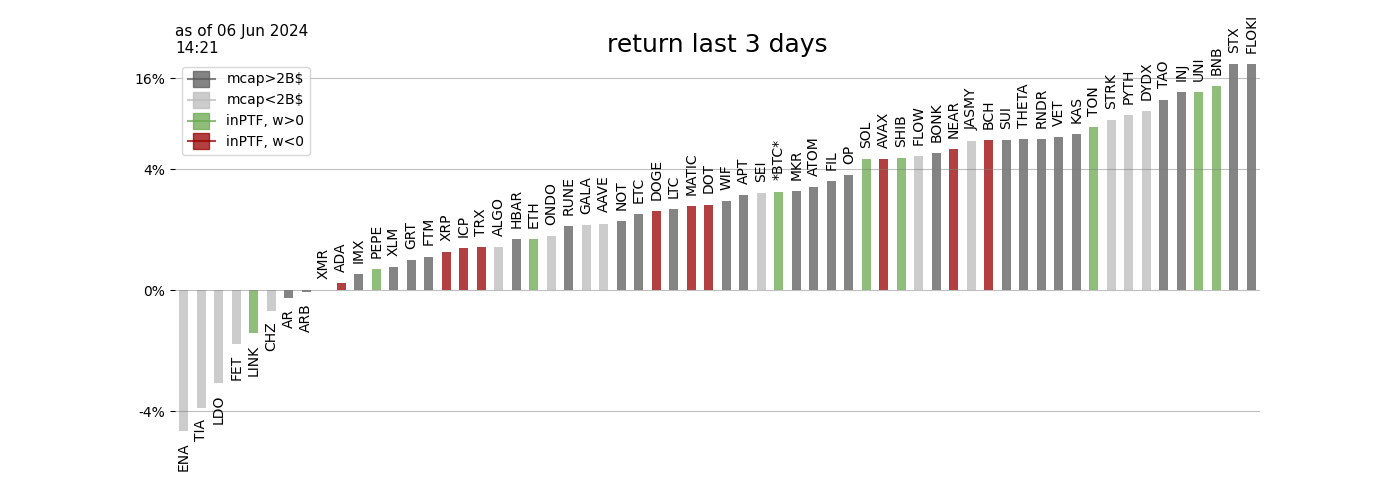 as of 06 Jun 2024
14:21
return last 3 days
mcap>2B$
mcap<2B$
inPTF, w>0
inPTF, w<0
16%
4%
0%
-4%
ENA
TIA
LDO
FET
LINK
CHZ
AR
ARB
XMR
ADA
IMX
PEPE
XLM
GRT
FTM
XRP
ICP
TRX
ALGO
HBAR
ETH
ONDO
RUNE
GALA
AAVE
NOT
ETC
DOGE
LTC
MATIC
DOT
WIF
APT
SEI
*BTC*
MKR
ATOM
FIL
OP
SOL
AVAX
SHIB
FLOW
BONK
NEAR
JASMY
BCH
SUI
THETA
RNDR
VET
KAS
TON
STRK
PYTH
DYDX
TAO
INJ
UNI
BNB
STX
FLOKI